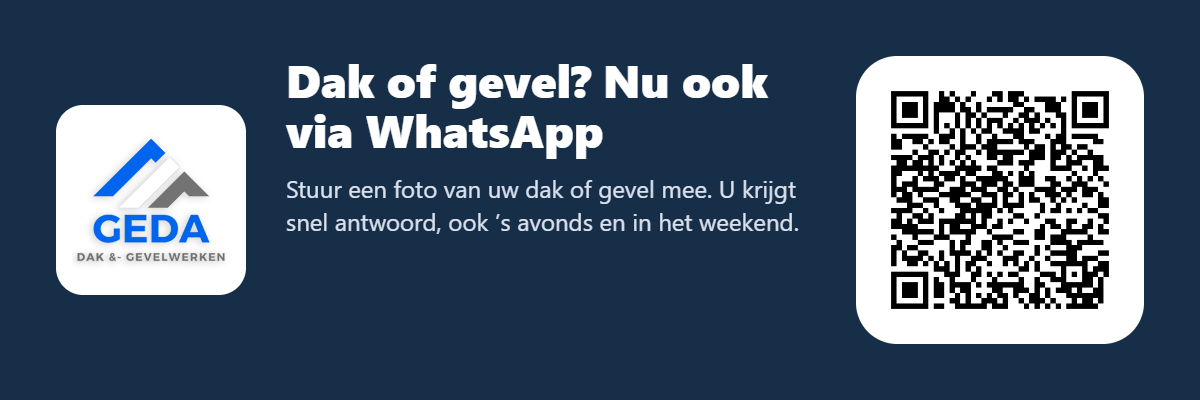 Dak of gevel? Nu ook
via WhatsApp
Stuur een foto van uw dak of gevel mee. U krijgt
snel antwoord, ook ’s avonds en in het weekend.
GEDA
DAK &- GEVELWERKEN